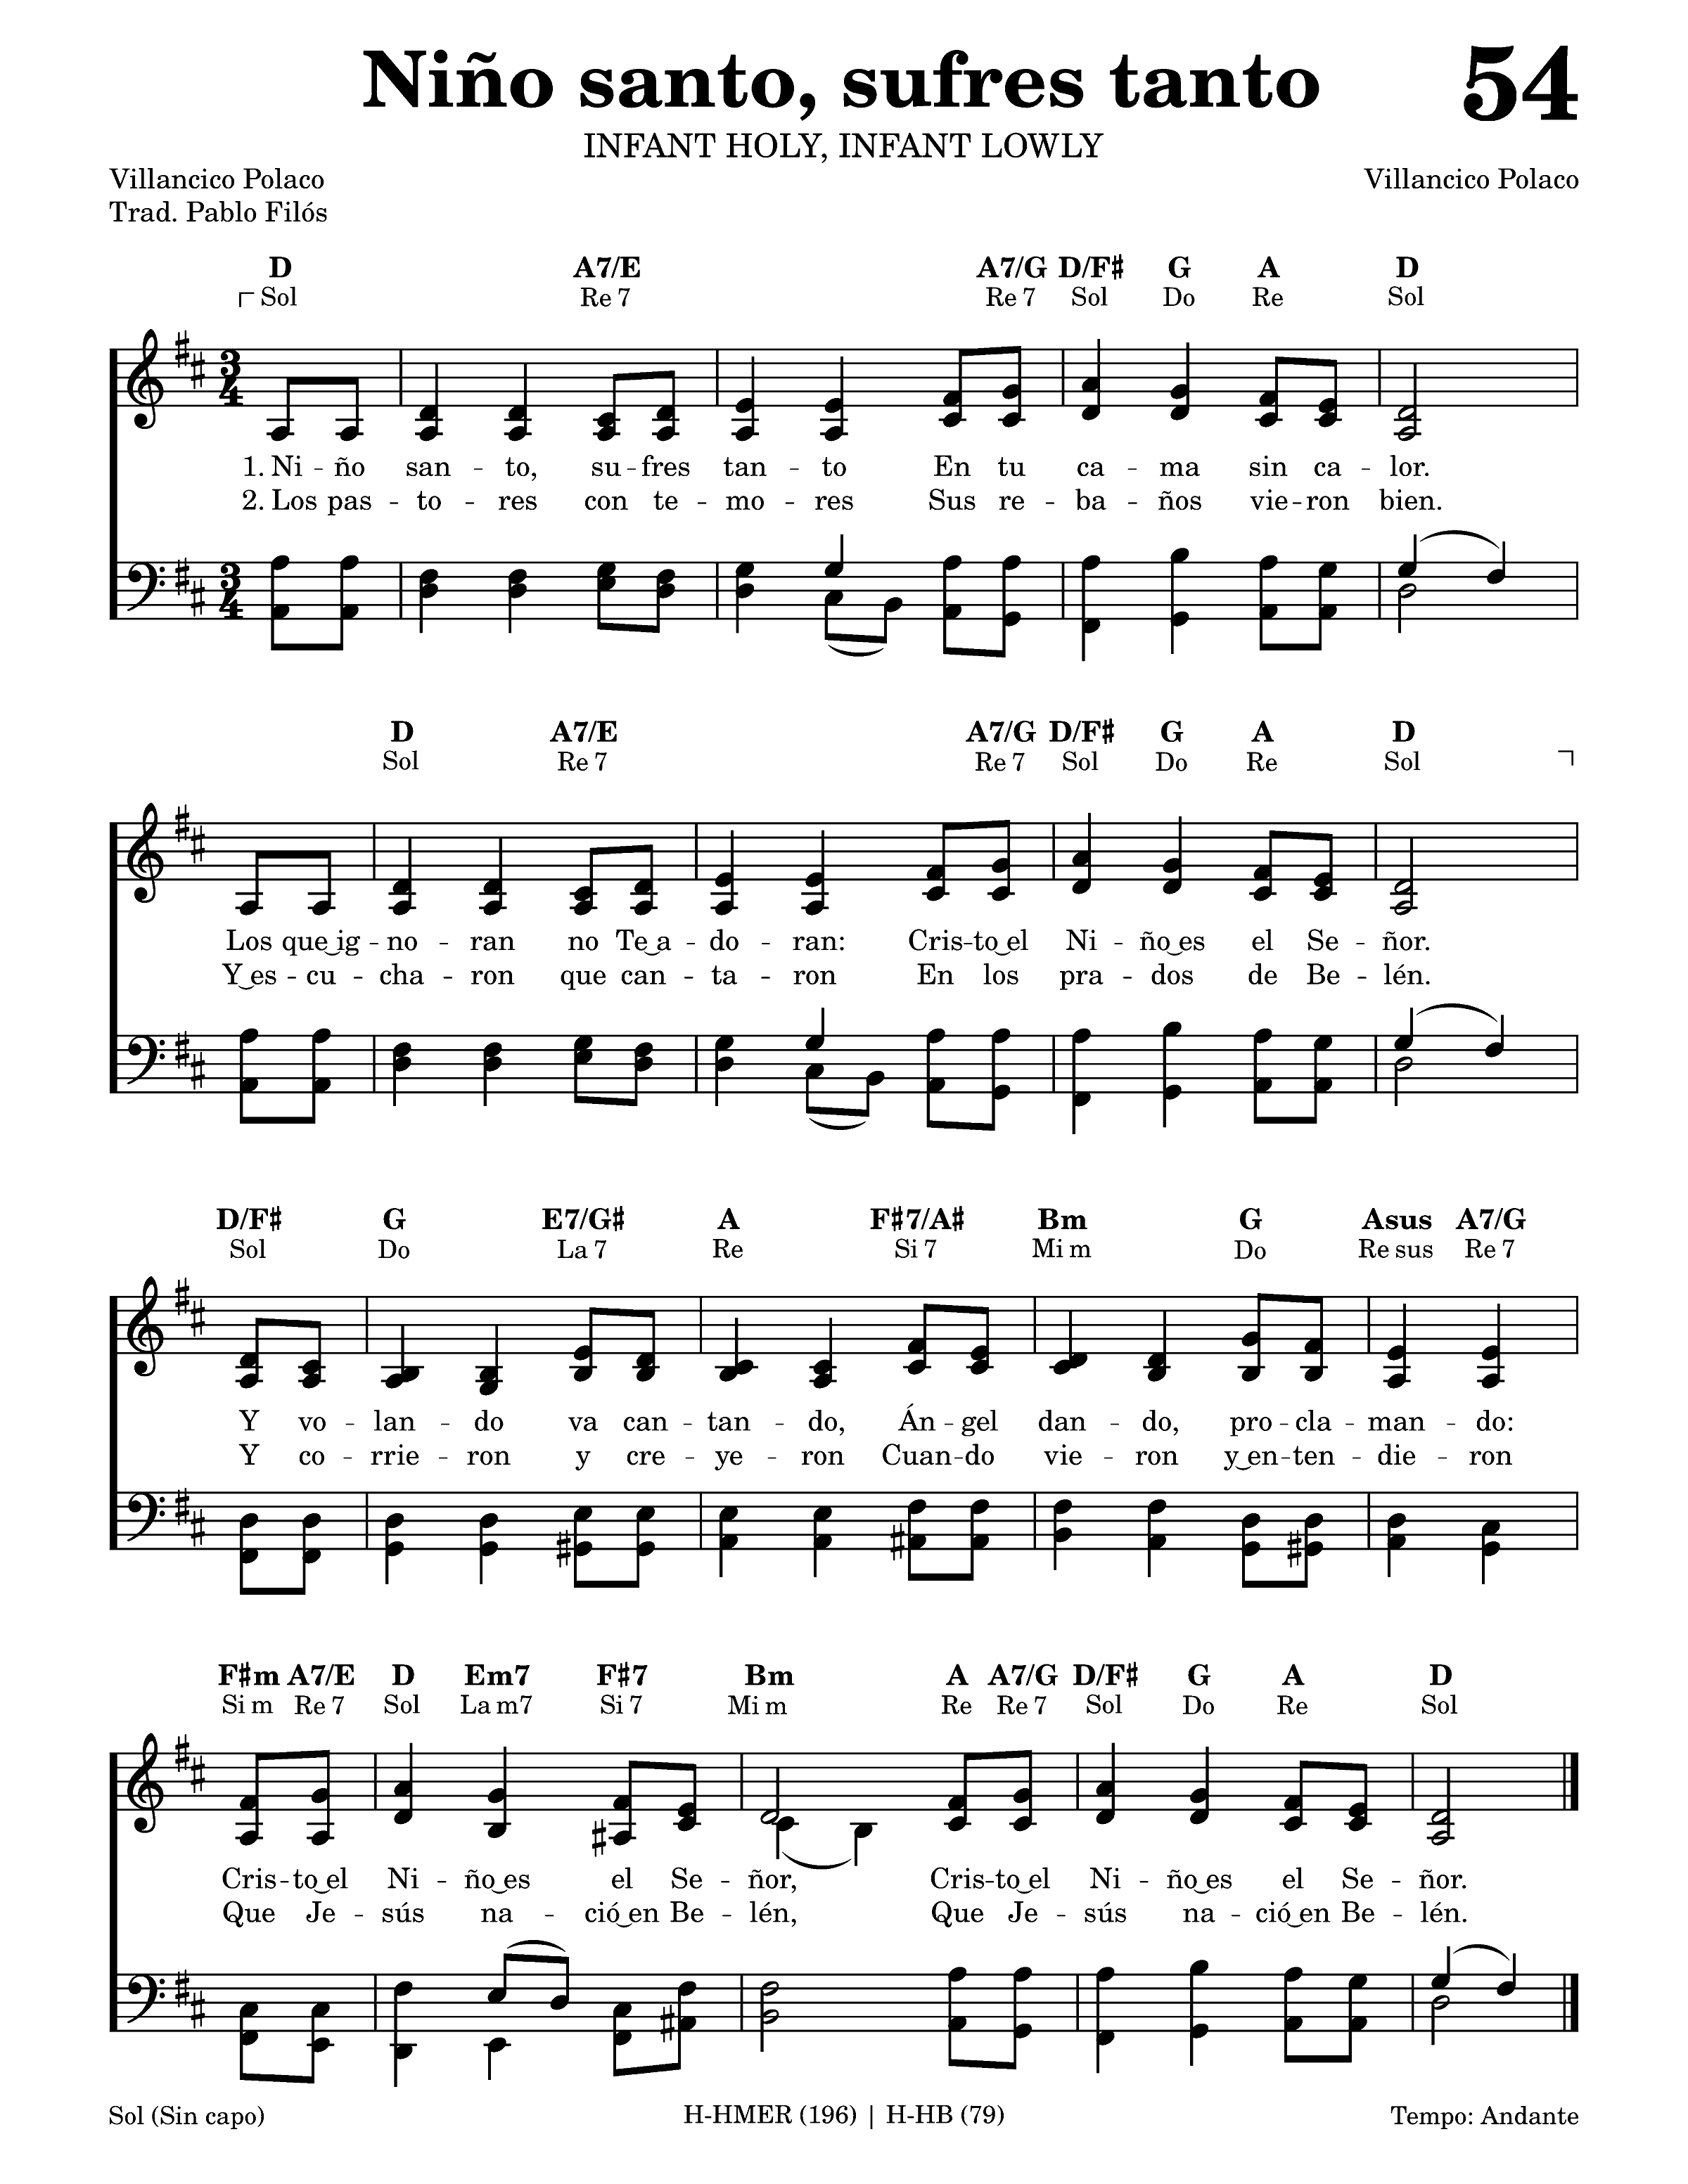 Niño santo, sufres tanto 54
INFANT HOLY, INFANT LOWLY
Villancico Polaco Villancico Polaco
Trad. Pablo Filós
D A7/E A7/G D/F♯ G A D
Sol Re 7 Re 7 Sol Do Re Sol
3 4
1. Ni -- ño san -- to, su -- fres tan -- to En tu ca -- ma sin ca -- lor.
2. Los pas -- to -- res con te -- mo -- res Sus re -- ba -- ños vie -- ron bien.
3 4
D A7/E A7/G D/F♯ G A D
Sol Re 7 Re 7 Sol Do Re Sol
Los que‿ig -- no -- ran no Te‿a -- do -- ran: Cris -- to‿el Ni -- ño‿es el Se -- ñor.
Y‿es -- cu -- cha -- ron que can -- ta -- ron En los pra -- dos de Be -- lén.
D/F♯ G E7/G♯ A F♯7/A♯ Bm G Asus A7/G
Sol Do La 7 Re Si 7 Mi m Do Re sus Re 7
Y vo -- lan -- do va can -- tan -- do, Án -- gel dan -- do, pro -- cla -- man -- do:
Y co -- rrie -- ron y cre -- ye -- ron Cuan -- do vie -- ron y‿en -- ten -- die -- ron
F♯m A7/E D Em7 F♯7 Bm A A7/G D/F♯ G A D
Si m Re 7 Sol La m7 Si 7 Mi m Re Re 7 Sol Do Re Sol
Cris -- to‿el Ni -- ño‿es el Se -- ñor, Cris -- to‿el Ni -- ño‿es el Se -- ñor.
Que Je -- sús na -- ció‿en Be -- lén, Que Je -- sús na -- ció‿en Be -- lén.
Sol (Sin capo) H-HMER (196) | H-HB (79) Tempo: Andante